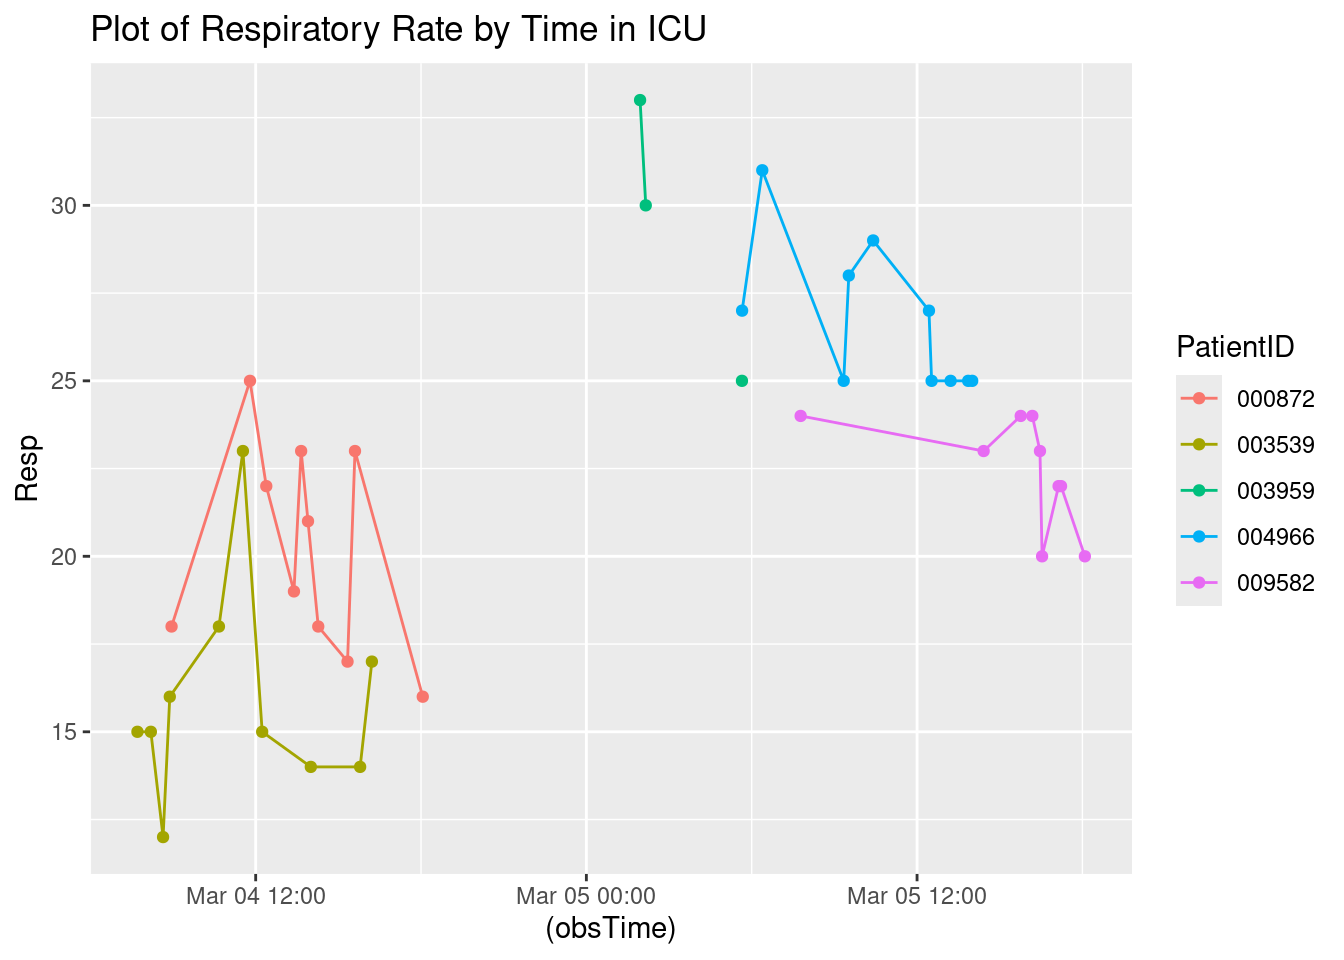 Plot of Respiratory Rate by Time in ICU
Resp
30
25
20
15
Mar 04 12:00
Mar 05 00:00
Mar 05 12:00
(obsTime)
PatientID
000872
003539
003959
004966
009582